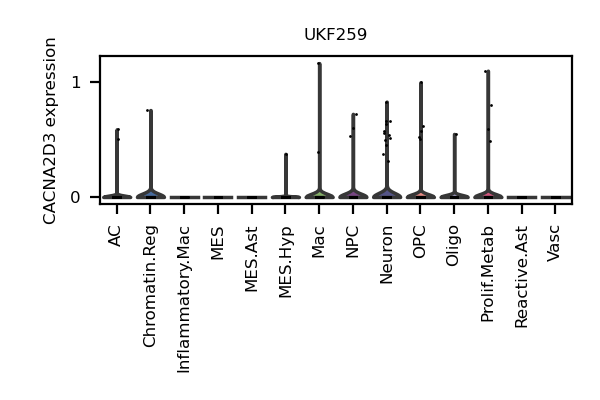 UKF259
CACNA2D3 expression
1
0
AC
Chromatin.Reg
Inflammatory.Mac
MES
MES.Ast
MES.Hyp
Mac
NPC
Neuron
OPC
Oligo
Prolif.Metab
Reactive.Ast
Vasc